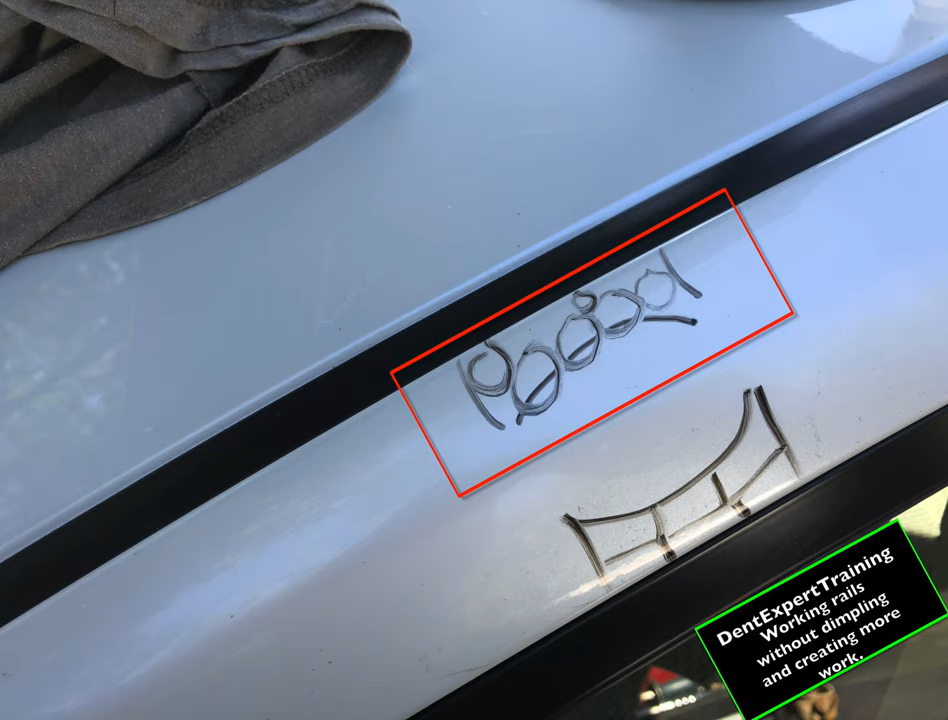 DentExpertTraining
Working rails
without dimpling
and creating more
work.